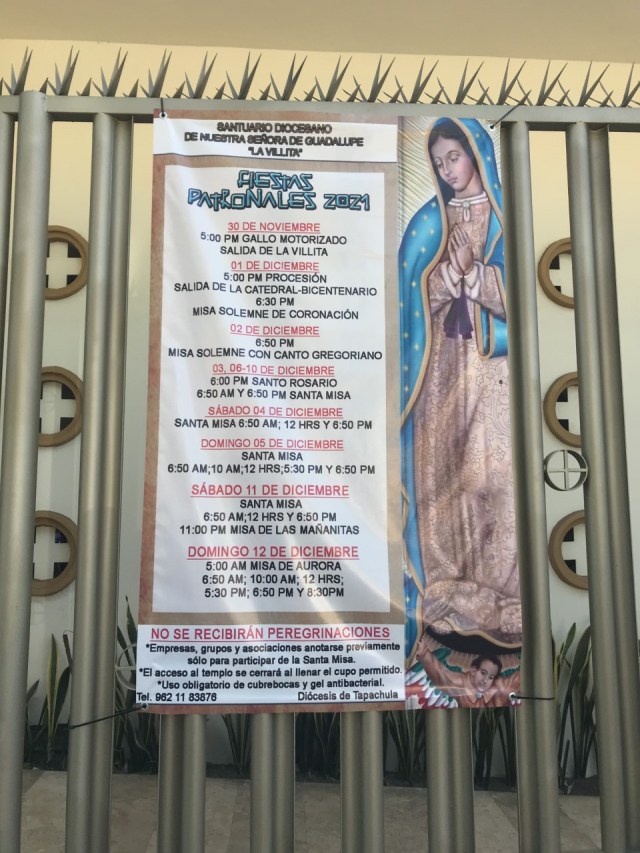 SANTUARIO DIOCESANO
DE NUESTRA SEÑORA DE GUADALUPE
"LA VILLITA"
FIESTAS
PATRONALES 2021
30 DE NOVIEMBRE
5:00 PM GALLO MOTORIZADO
SALIDA DE LA VILLITA
01 DE DICIEMBRE
5:00 PM PROCESIÓN
SALIDA DE LA CATEDRAL-BICENTENARIO
6:30 PM
MISA SOLEMNE DE CORONACIÓN
02 DE DICIEMBRE
6:50 PM
MISA SOLEMNE CON CANTO GREGORIANO
03, 06-10 DE DICIEMBRE
6:00 PM SANTO ROSARIO
6:50 AM Y 6:50 PM SANTA MISA
SÁBADO 04 DE DICIEMBRE
SANTA MISA 6:50 AM; 12 HRS Y 6:50 PM
DOMINGO 05 DE DICIEMBRE
SANTA MISA
6:50 AM;10 AM;12 HRS;5:30 PM Y 6:50 PM
SÁBADO 11 DE DICIEMBRE
SANTA MISA
6:50 AM;12 HRS Y 6:50 PM
11:00 PM MISA DE LAS MAÑANITAS
DOMINGO 12 DE DICIEMBRE
5:00 AM MISA DE AURORA
6:50 AM; 10:00 AM; 12 HRS;
5:30 PM; 6:50 PM Y 8:30PM
NO SE RECIBIRÁN PEREGRINACIONES
*Empresas, grupos y asociaciones anotarse previamente
sólo para participar de la Santa Misa.
*El acceso al templo se cerrará al llenar el cupo permitido.
*Uso obligatorio de cubrebocas y gel antibacterial.
Tel. 962 11 83876 Diócesis de Tapachula